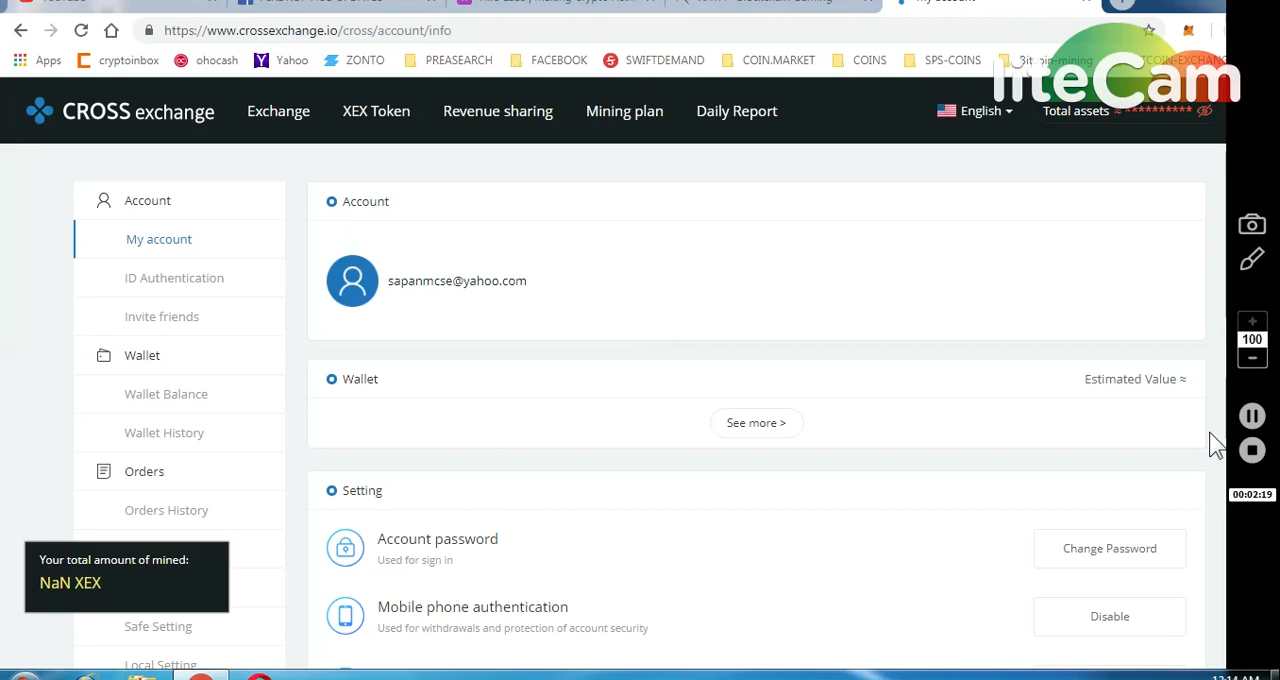 https://www.crossexchange.io/cross/account/info
Apps cryptoinbox ohocash Yahoo ZONTO PREASEARCH FACEBOOK SWIFTDEMAND COIN.MARKET COINS SPS-COINS
liteCam
CROSS exchange Exchange XEX Token Revenue sharing Mining plan Daily Report English Total assets ≈ **********
Account
My account
ID Authentication
Invite friends
Wallet
Wallet Balance
Wallet History
Orders
Orders History
Safe Setting
Local Setting
Your total amount of mined:
NaN XEX
Account
sapanmcse@yahoo.com
Wallet Estimated Value ≈
See more >
Setting
Account password
Used for sign in
Change Password
Mobile phone authentication
Used for withdrawals and protection of account security
Disable
100
00:02:19
12:14 AM